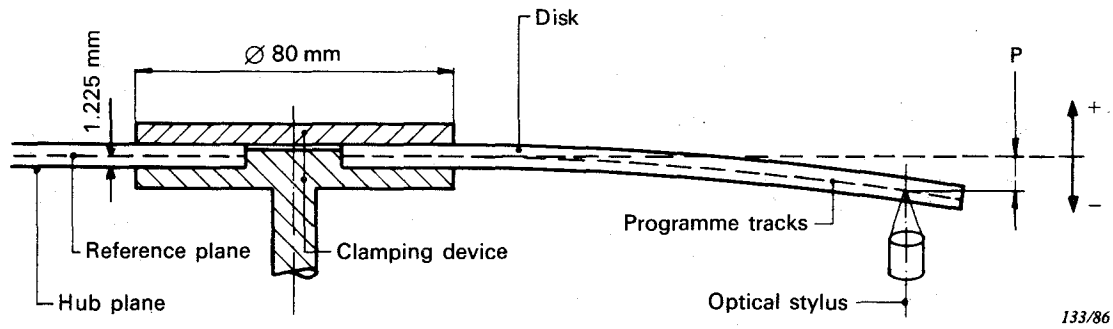 Disk
Ø 80 mm
P
1.225 mm
+
−
Programme tracks
Reference plane
Clamping device
Hub plane
Optical stylus
133/86